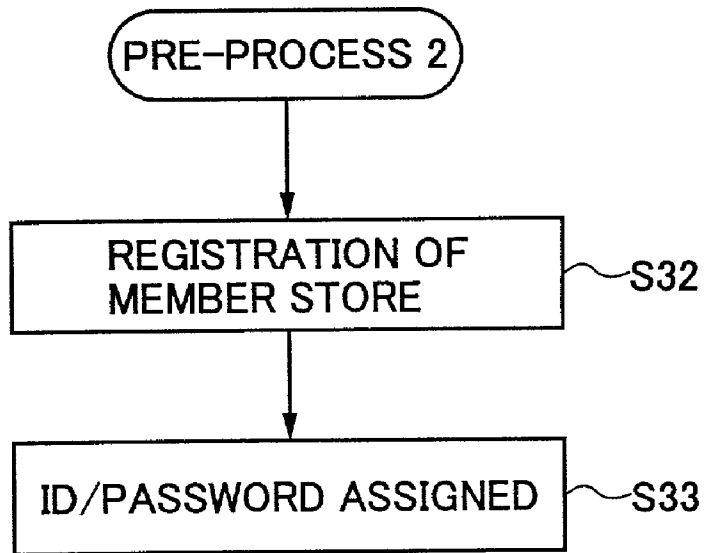 PRE-PROCESS 2
REGISTRATION OF
MEMBER STORE
S32
ID/PASSWORD ASSIGNED
S33